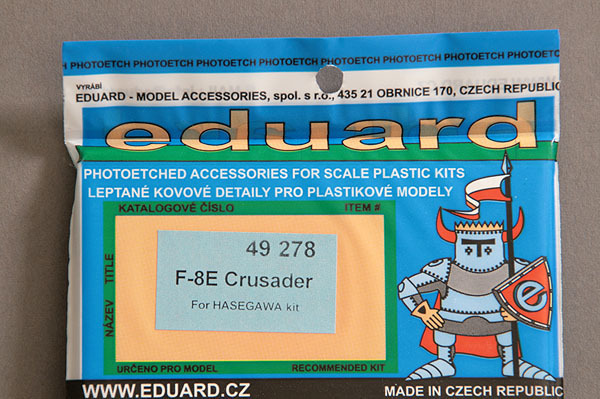 PHOTOETCH PHOTOETCH PHOTOETCH PHOTOETCH PHOTOETCH PHOTOETCH PHOTOETCH PHOTOETCH
VYRÁBÍ
EDUARD - MODEL ACCESSORIES, spol. s r.o., 435 21 OBRNICE 170, CZECH REPUBLIC
eduard
PHOTOETCHED ACCESSORIES FOR SCALE PLASTIC KITS
LEPTANÉ KOVOVÉ DETAILY PRO PLASTIKOVÉ MODELY
KATALOGOVÉ ČÍSLO ITEM #
NÁZEV TITLE
49 278
F-8E Crusader
For HASEGAWA kit
e
URČENO PRO MODEL RECOMMENDED KIT
WWW.EDUARD.CZ MADE IN CZECH REPUBLIC